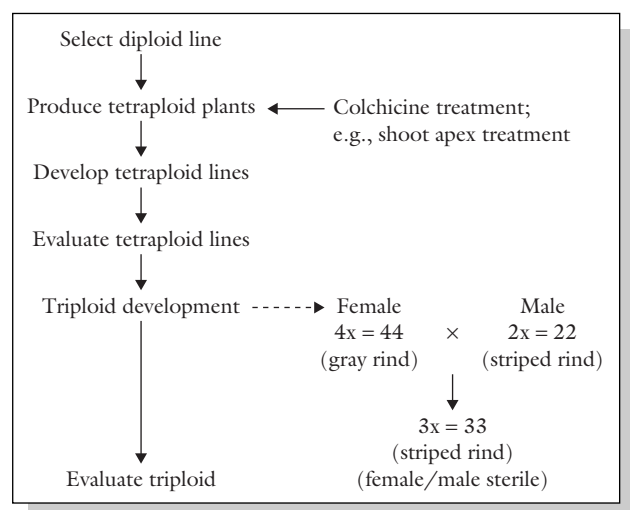 Select diploid line
Produce tetraploid plants
Colchicine treatment;
e.g., shoot apex treatment
Develop tetraploid lines
Evaluate tetraploid lines
Triploid development
Female
Male
4x = 44
×
2x = 22
(gray rind)
(striped rind)
3x = 33
(striped rind)
Evaluate triploid
(female/male sterile)